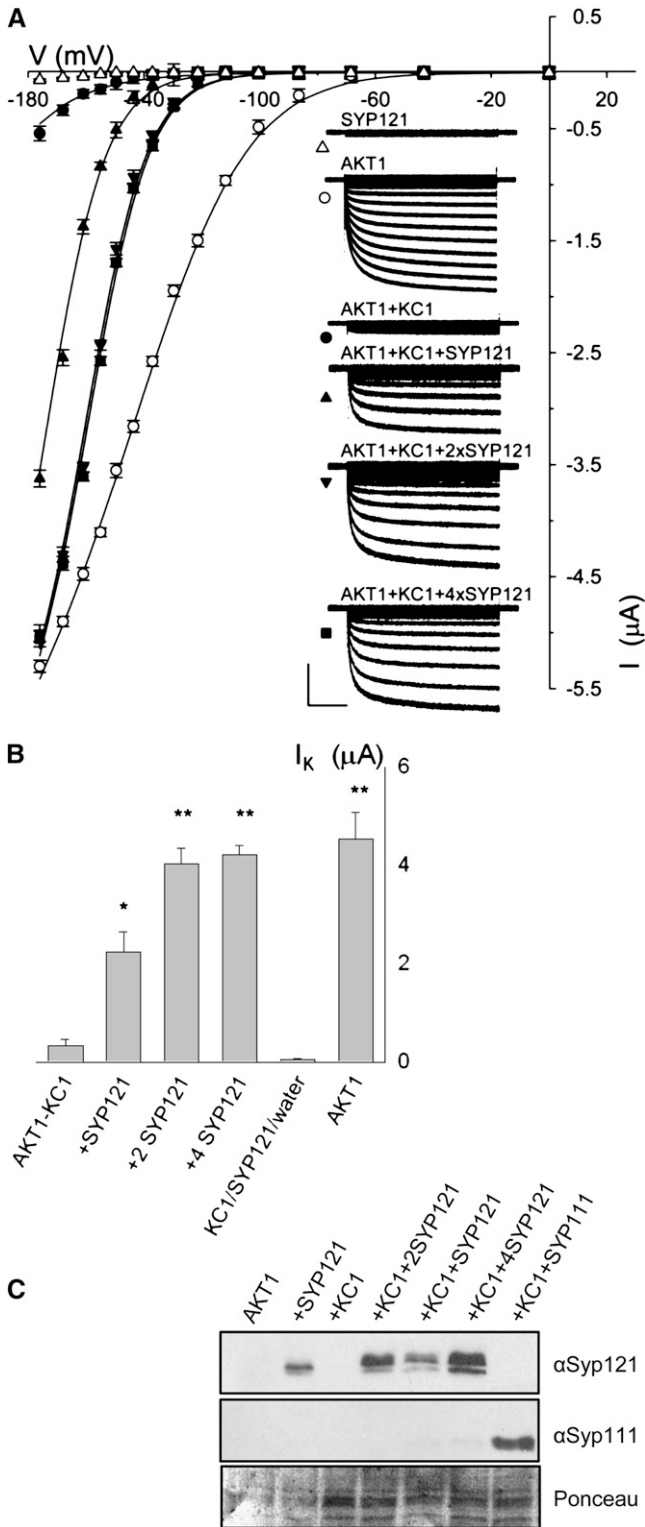 A
0.5
V (mV)
-180
-140
-100
-60
-20
20
SYP121
-0.5
AKT1
-1.5
AKT1+KC1
-2.5
AKT1+KC1+SYP121
AKT1+KC1+2xSYP121
-3.5
AKT1+KC1+4xSYP121
-4.5
I (µA)
-5.5
B
I_K (µA)
6
**
**
**
4
*
2
0
AKT1-KC1
+SYP121
+2 SYP121
+4 SYP121
KC1/SYP121/water
AKT1
C
AKT1
+SYP121
+KC1
+KC1+2SYP121
+KC1+SYP121
+KC1+4SYP121
+KC1+SYP111
αSyp121
αSyp111
Ponceau